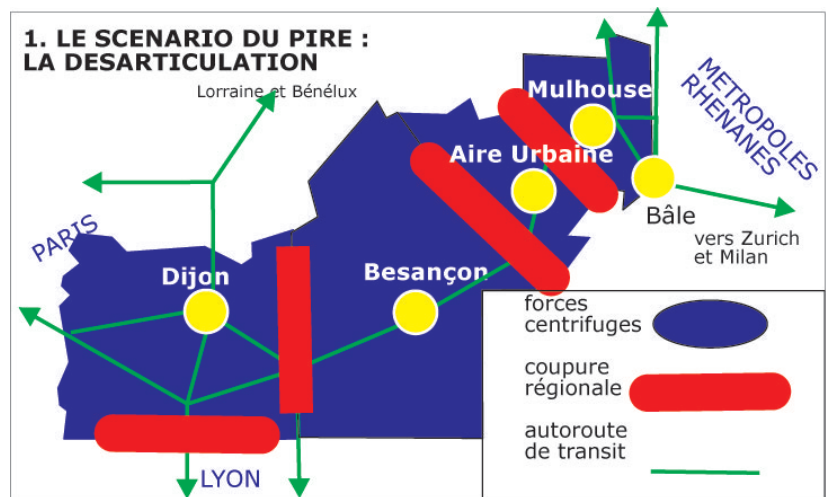 1. LE SCENARIO DU PIRE :
LA DESARTICULATION
Lorraine et Bénélux
Mulhouse
METROPOLES
RHENANES
Aire Urbaine
Bâle
vers Zurich
et Milan
PARIS
Dijon
Besançon
LYON
forces
centrifuges
coupure
régionale
autoroute
de transit